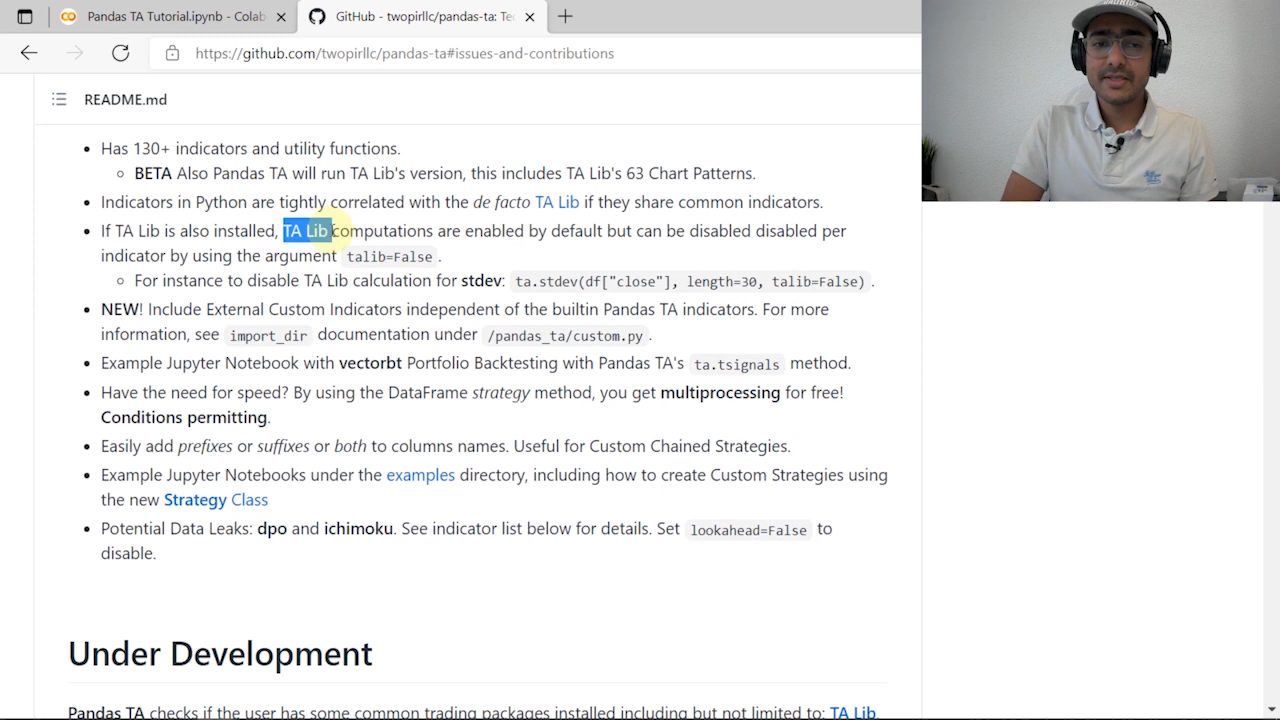 Pandas TA Tutorial.ipynb - Colab
GitHub - twopirllc/pandas-ta: Te
https://github.com/twopirllc/pandas-ta#issues-and-contributions
README.md
Has 130+ indicators and utility functions.
BETA Also Pandas TA will run TA Lib's version, this includes TA Lib's 63 Chart Patterns.
Indicators in Python are tightly correlated with the de facto TA Lib if they share common indicators.
If TA Lib is also installed, TA Lib computations are enabled by default but can be disabled disabled per
indicator by using the argument talib=False .
For instance to disable TA Lib calculation for stdev: ta.stdev(df["close"], length=30, talib=False) .
NEW! Include External Custom Indicators independent of the builtin Pandas TA indicators. For more
information, see import_dir documentation under /pandas_ta/custom.py .
Example Jupyter Notebook with vectorbt Portfolio Backtesting with Pandas TA's ta.tsignals method.
Have the need for speed? By using the DataFrame strategy method, you get multiprocessing for free!
Conditions permitting.
Easily add prefixes or suffixes or both to columns names. Useful for Custom Chained Strategies.
Example Jupyter Notebooks under the examples directory, including how to create Custom Strategies using
the new Strategy Class
Potential Data Leaks: dpo and ichimoku. See indicator list below for details. Set lookahead=False to
disable.
Under Development
Pandas TA checks if the user has some common trading packages installed including but not limited to: TA Lib,